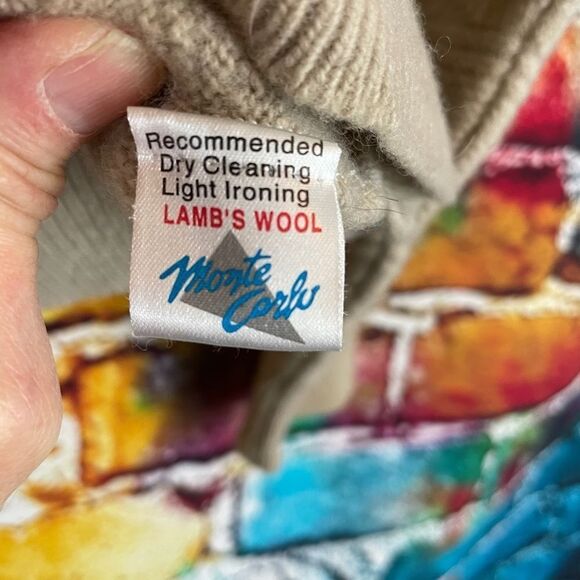 Recommended
Dry Cleaning
Light Ironing
LAMB'S WOOL
Monte
Carlo